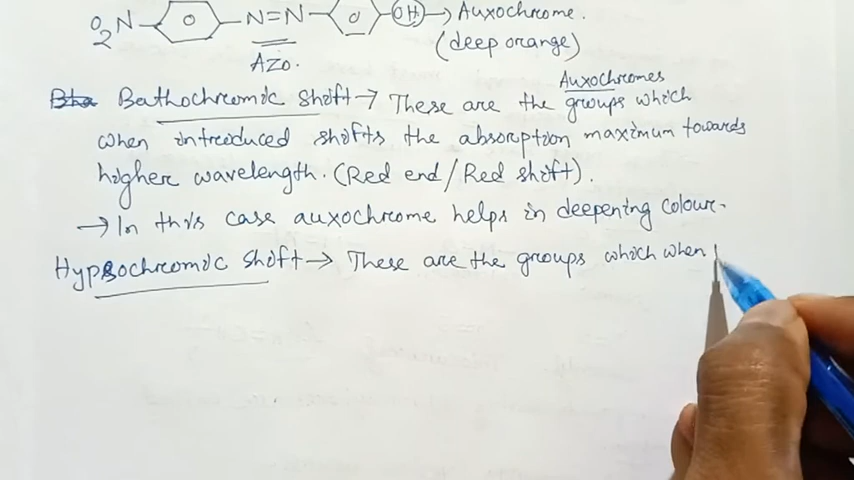 O₂N N=N OH → Auxochrome.
Azo. (deep orange)
Auxochromes
Bathochromic shift → These are the groups which
when introduced shifts the absorption maximum towards
higher wavelength. (Red end/Red shift).
→ In this case auxochrome helps in deepening colour.
Hypsochromic shift → These are the groups which when